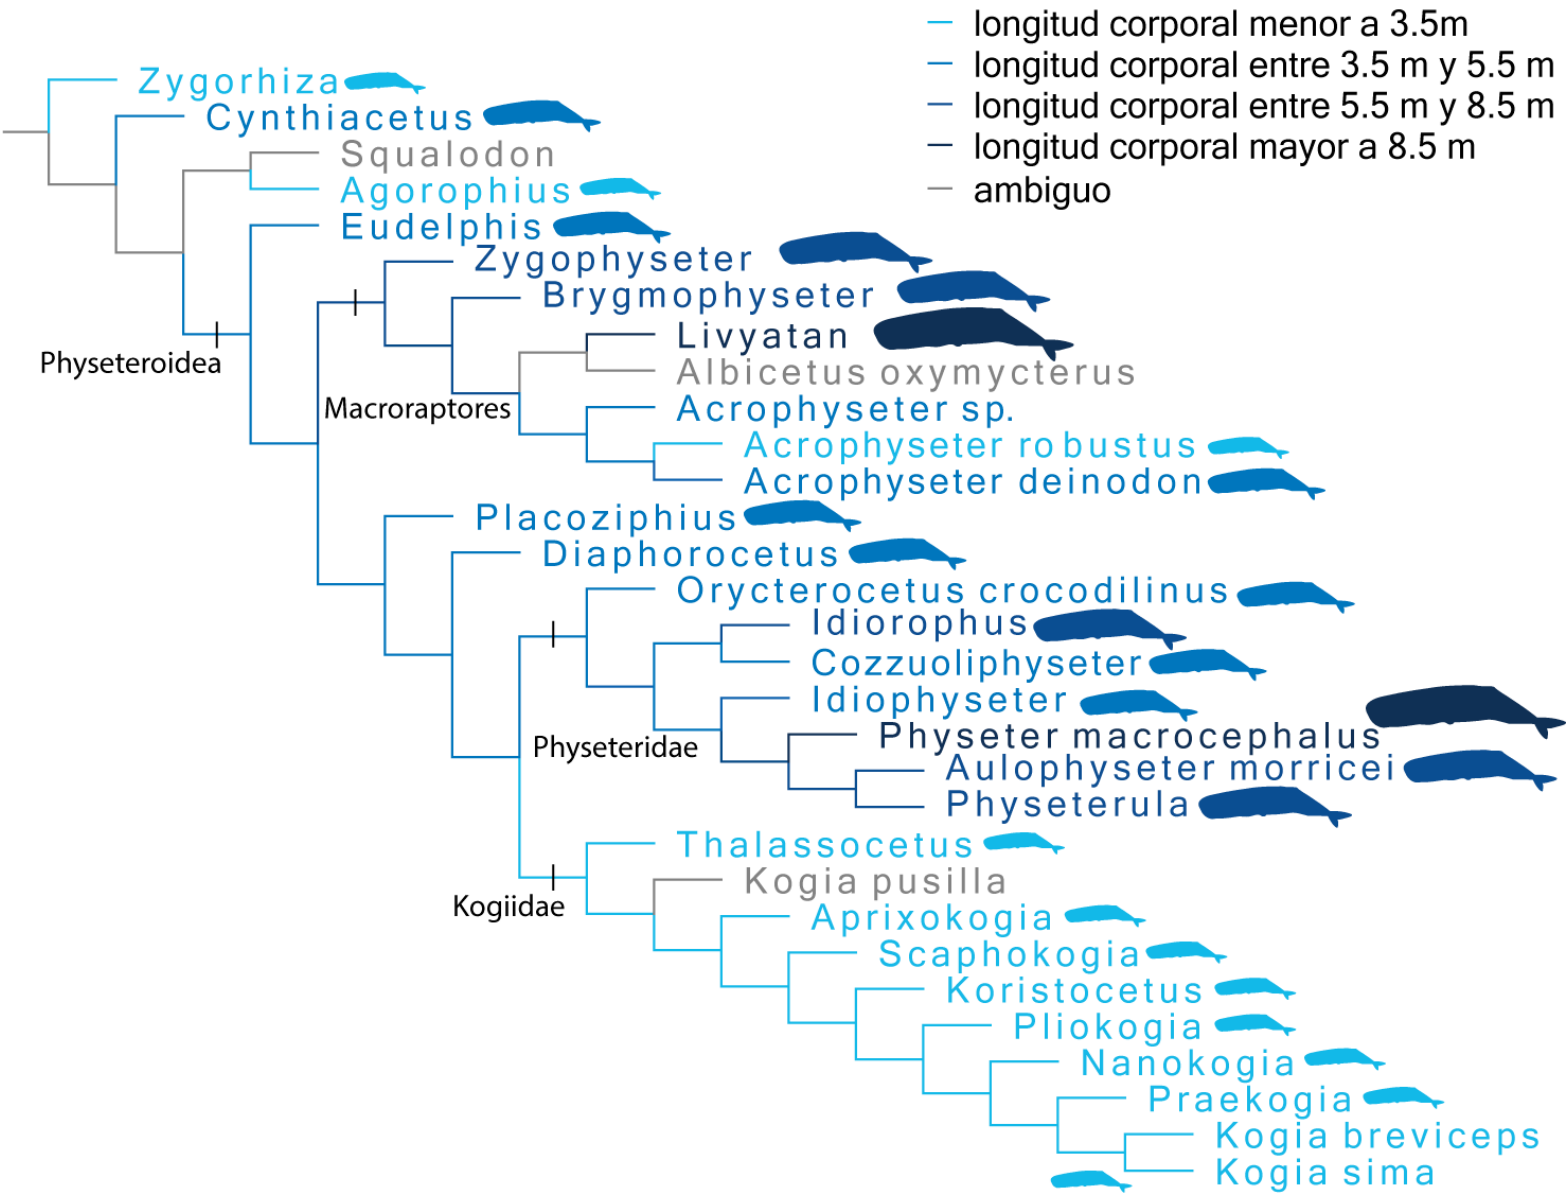 longitud corporal menor a 3.5m
longitud corporal entre 3.5 m y 5.5 m
longitud corporal entre 5.5 m y 8.5 m
longitud corporal mayor a 8.5 m
ambiguo
Zygorhiza
Cynthiacetus
Squalodon
Agorophius
Eudelphis
Zygophyseter
Brygmophyseter
Livyatan
Physeteroidea
Albicetus oxymycterus
Macroraptores
Acrophyseter sp.
Acrophyseter robustus
Acrophyseter deinodon
Placoziphius
Diaphorocetus
Orycterocetus crocodilinus
Idiorophus
Cozzuoliphyseter
Idiophyseter
Physeter macrocephalus
Physeteridae
Aulophyseter morricei
Physeterula
Thalassocetus
Kogia pusilla
Kogiidae
Aprixokogia
Scaphokogia
Koristocetus
Pliokogia
Nanokogia
Praekogia
Kogia breviceps
Kogia sima